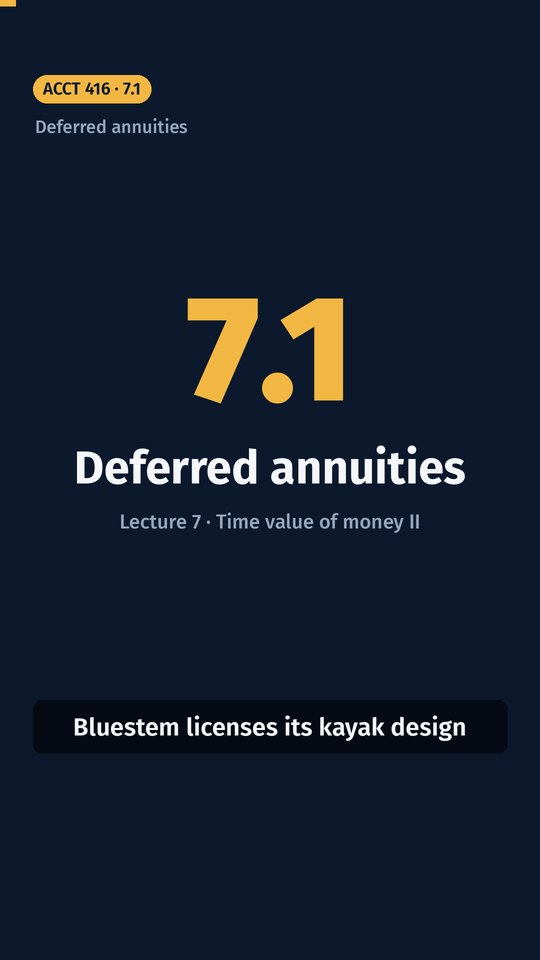 ACCT 416 · 7.1
Deferred annuities
7.1
Deferred annuities
Lecture 7 · Time value of money II
Bluestem licenses its kayak design